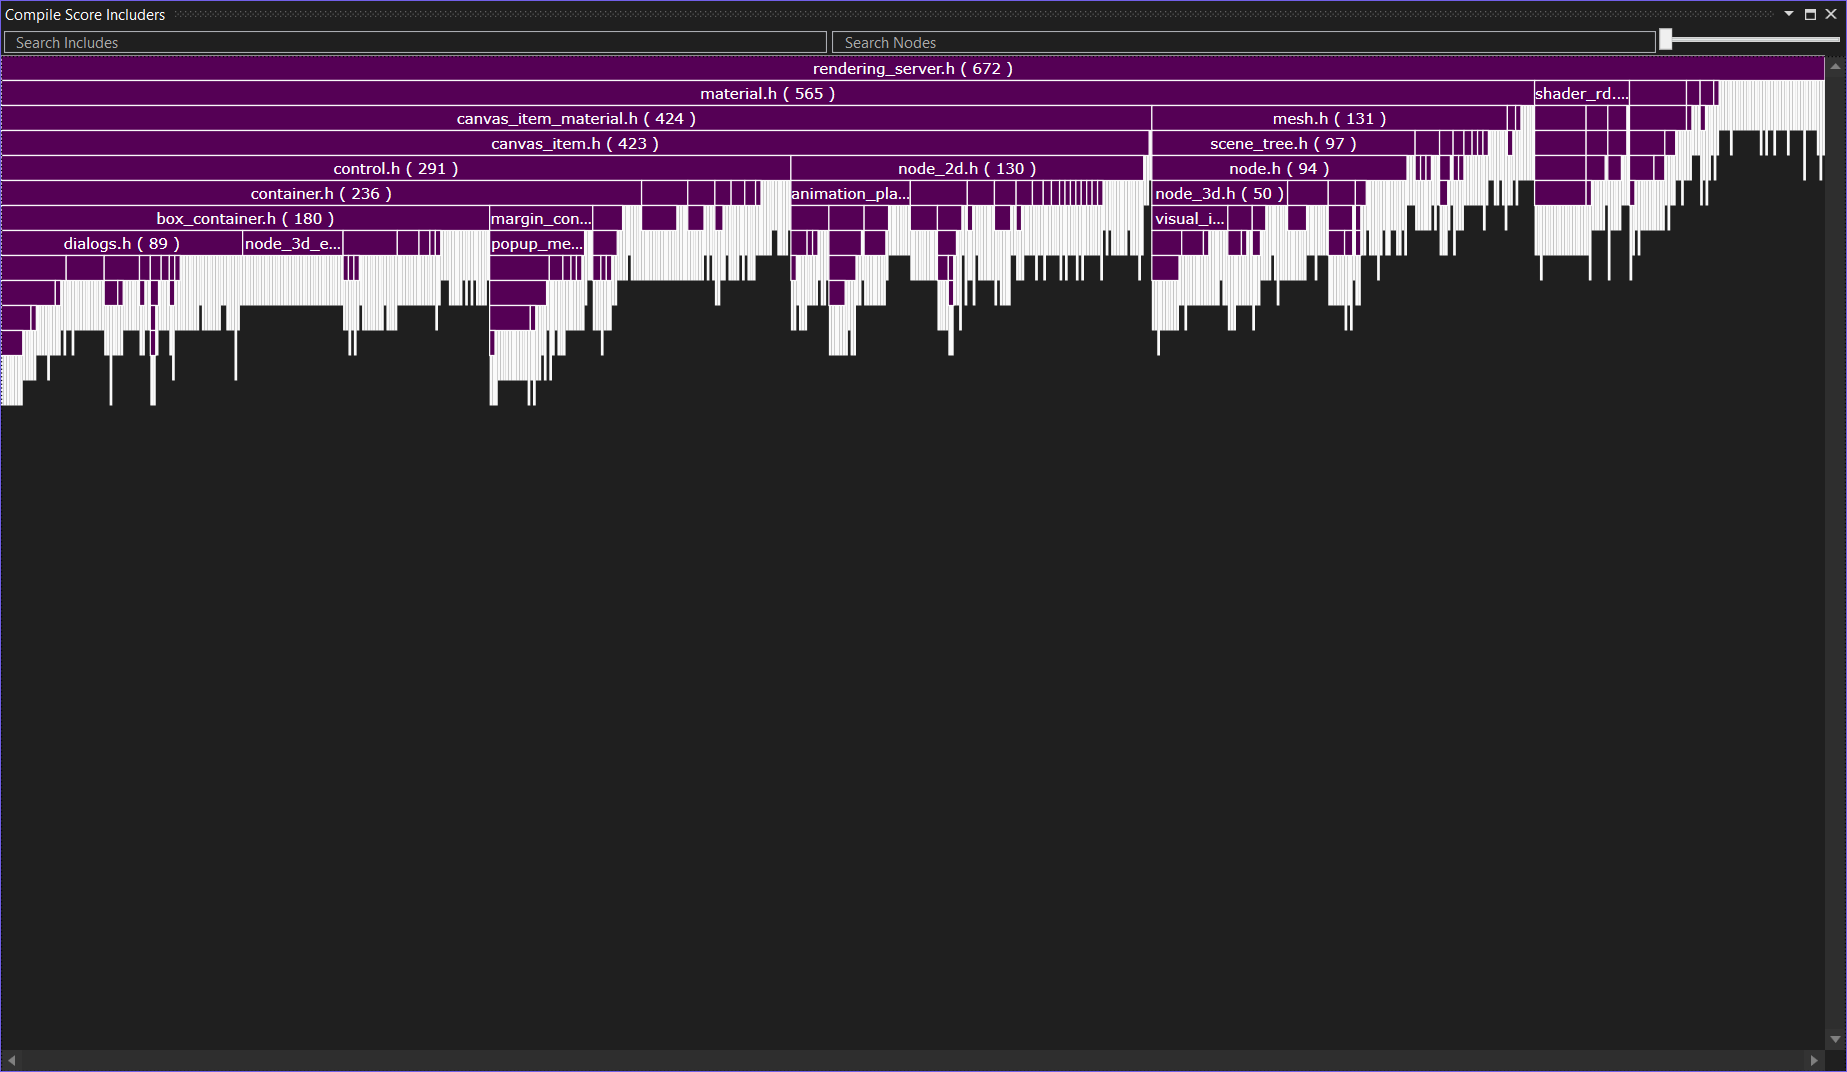 Compile Score Includers
Search Includes
Search Nodes
rendering_server.h ( 672 )
material.h ( 565 )
shader_rd....
canvas_item_material.h ( 424 )
mesh.h ( 131 )
canvas_item.h ( 423 )
scene_tree.h ( 97 )
control.h ( 291 )
node_2d.h ( 130 )
node.h ( 94 )
container.h ( 236 )
animation_pla...
node_3d.h ( 50 )
box_container.h ( 180 )
margin_con...
visual_i...
dialogs.h ( 89 )
node_3d_e...
popup_me...